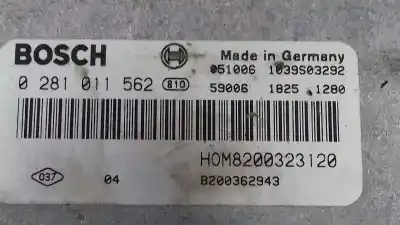 BOSCH
Made in Germany
051006 1039S03292
0 281 011 562 810
59006 1825 1280
HOM8200323120
037 04 8200362943